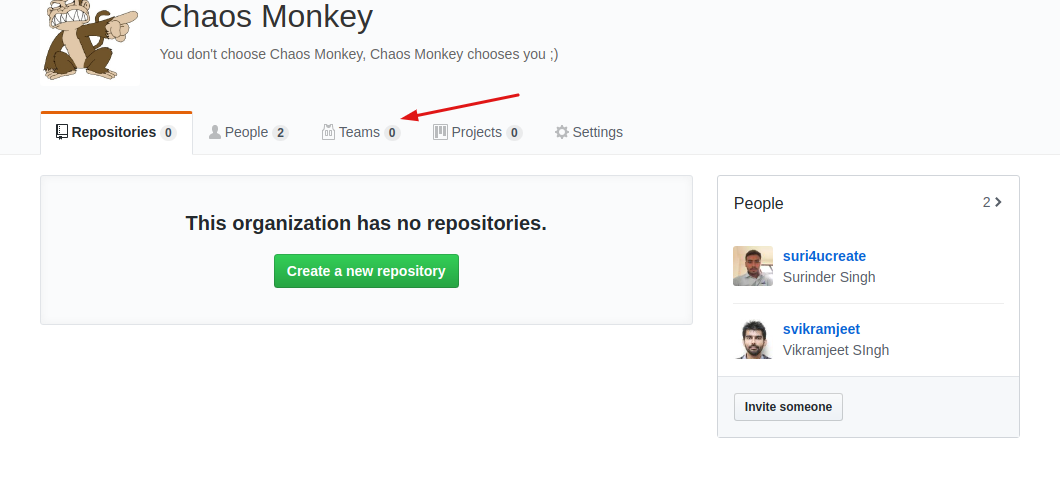 Chaos Monkey
You don't choose Chaos Monkey, Chaos Monkey chooses you ;)
Repositories 0 People 2 Teams 0 Projects 0 Settings
This organization has no repositories.
Create a new repository
People 2
suri4ucreate
Surinder Singh
svikramjeet
Vikramjeet SIngh
Invite someone